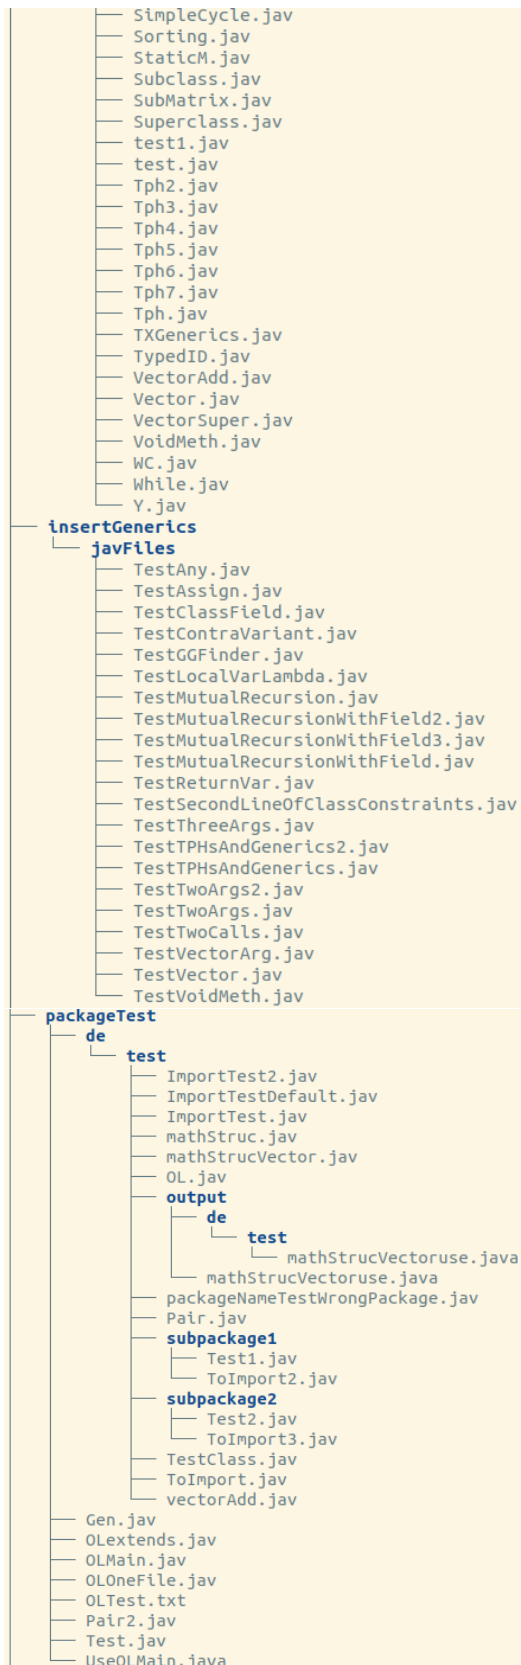 SimpleCycle.jav
Sorting.jav
StaticM.jav
Subclass.jav
SubMatrix.jav
Superclass.jav
test1.jav
test.jav
Tph2.jav
Tph3.jav
Tph4.jav
Tph5.jav
Tph6.jav
Tph7.jav
Tph.jav
TXGenerics.jav
TypedID.jav
VectorAdd.jav
Vector.jav
VectorSuper.jav
VoidMeth.jav
WC.jav
While.jav
Y.jav
insertGenerics
javFiles
TestAny.jav
TestAssign.jav
TestClassField.jav
TestContraVariant.jav
TestGGFinder.jav
TestLocalVarLambda.jav
TestMutualRecursion.jav
TestMutualRecursionWithField2.jav
TestMutualRecursionWithField3.jav
TestMutualRecursionWithField.jav
TestReturnVar.jav
TestSecondLineOfClassConstraints.jav
TestThreeArgs.jav
TestTPHsAndGenerics2.jav
TestTPHsAndGenerics.jav
TestTwoArgs2.jav
TestTwoArgs.jav
TestTwoCalls.jav
TestVectorArg.jav
TestVector.jav
TestVoidMeth.jav
packageTest
de
test
ImportTest2.jav
ImportTestDefault.jav
ImportTest.jav
mathStruc.jav
mathStrucVector.jav
OL.jav
output
de
test
mathStrucVectoruse.java
mathStrucVectoruse.java
packageNameTestWrongPackage.jav
Pair.jav
subpackage1
Test1.jav
ToImport2.jav
subpackage2
Test2.jav
ToImport3.jav
TestClass.jav
ToImport.jav
vectorAdd.jav
Gen.jav
OLextends.jav
OLMain.jav
OLOneFile.jav
OLTest.txt
Pair2.jav
Test.jav
UseOLMain.java